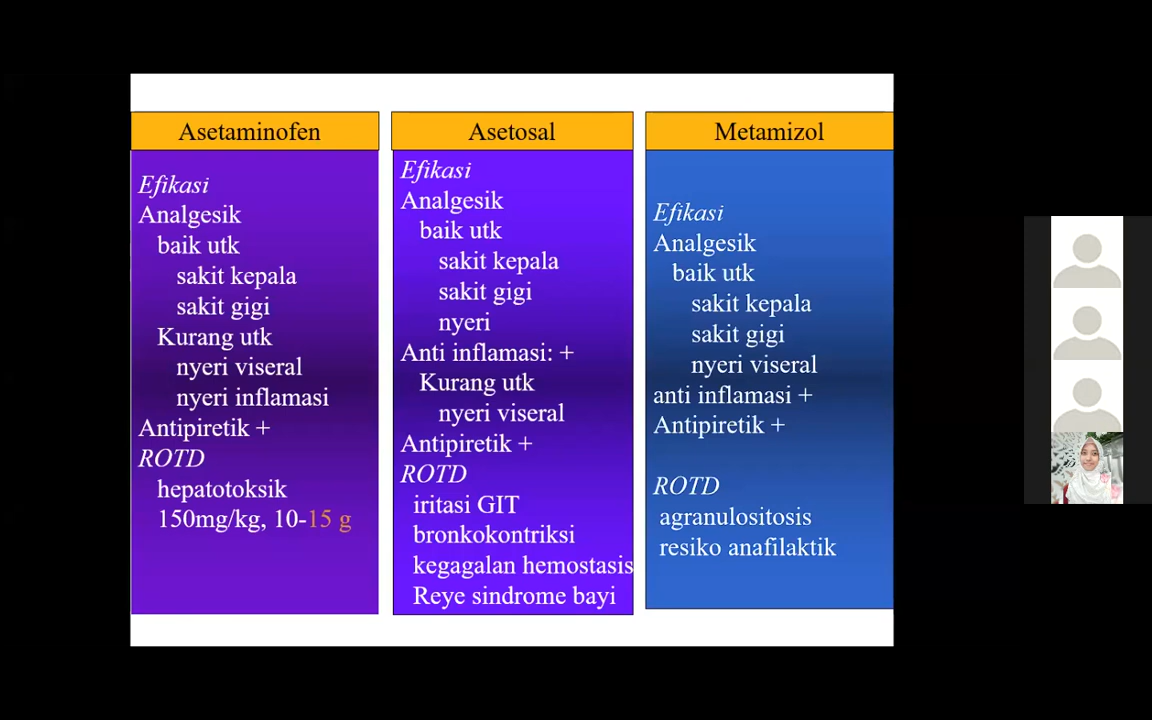 Asetaminofen
Efikasi
Analgesik
baik utk
sakit kepala
sakit gigi
Kurang utk
nyeri viseral
nyeri inflamasi
Antipiretik +
ROTD
hepatotoksik
150mg/kg, 10-15 g
Asetosal
Efikasi
Analgesik
baik utk
sakit kepala
sakit gigi
nyeri
Anti inflamasi: +
Kurang utk
nyeri viseral
Antipiretik +
ROTD
iritasi GIT
bronkokontriksi
kegagalan hemostasis
Reye sindrome bayi
Metamizol
Efikasi
Analgesik
baik utk
sakit kepala
sakit gigi
nyeri viseral
anti inflamasi +
Antipiretik +
ROTD
agranulositosis
resiko anafilaktik